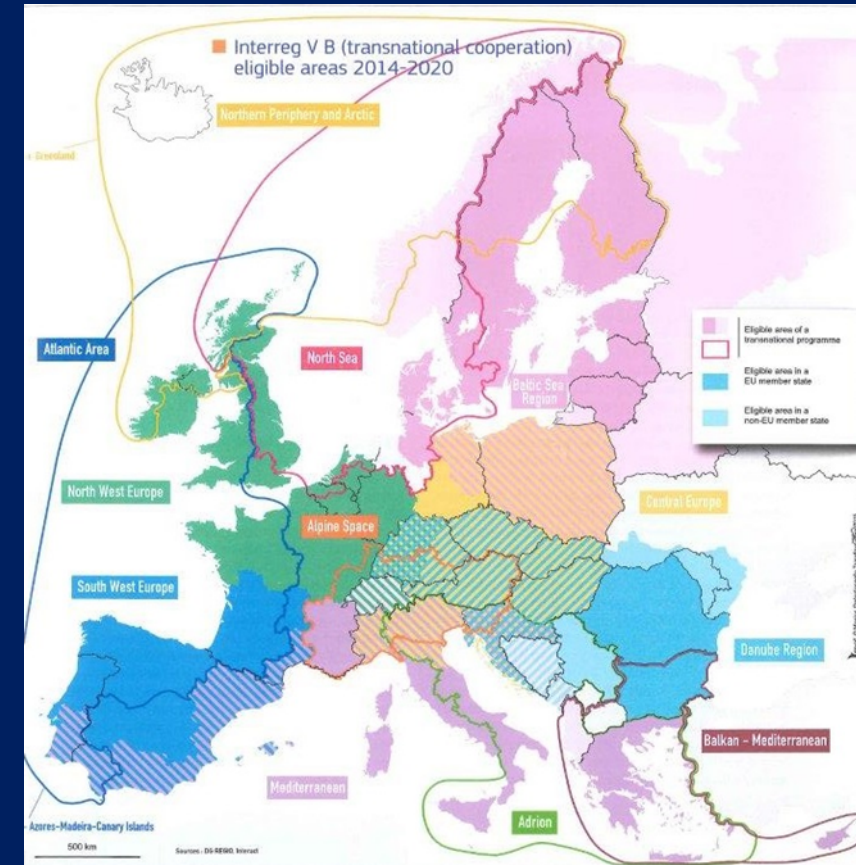 Interreg V B (transnational cooperation)
eligible areas 2014-2020
Northern Periphery and Arctic
Greenland
Atlantic Area
North Sea
Baltic Sea
Region
Eligible area of a
transnational programme
Eligible area in a
EU member state
Eligible area in a
non-EU member state
North West Europe
Central Europe
Alpine Space
South West Europe
Danube Region
Balkan - Mediterranean
Mediterranean
Adrion
Azores-Madeira-Canary Islands
500 km
Sources : DG REGIO, Interact